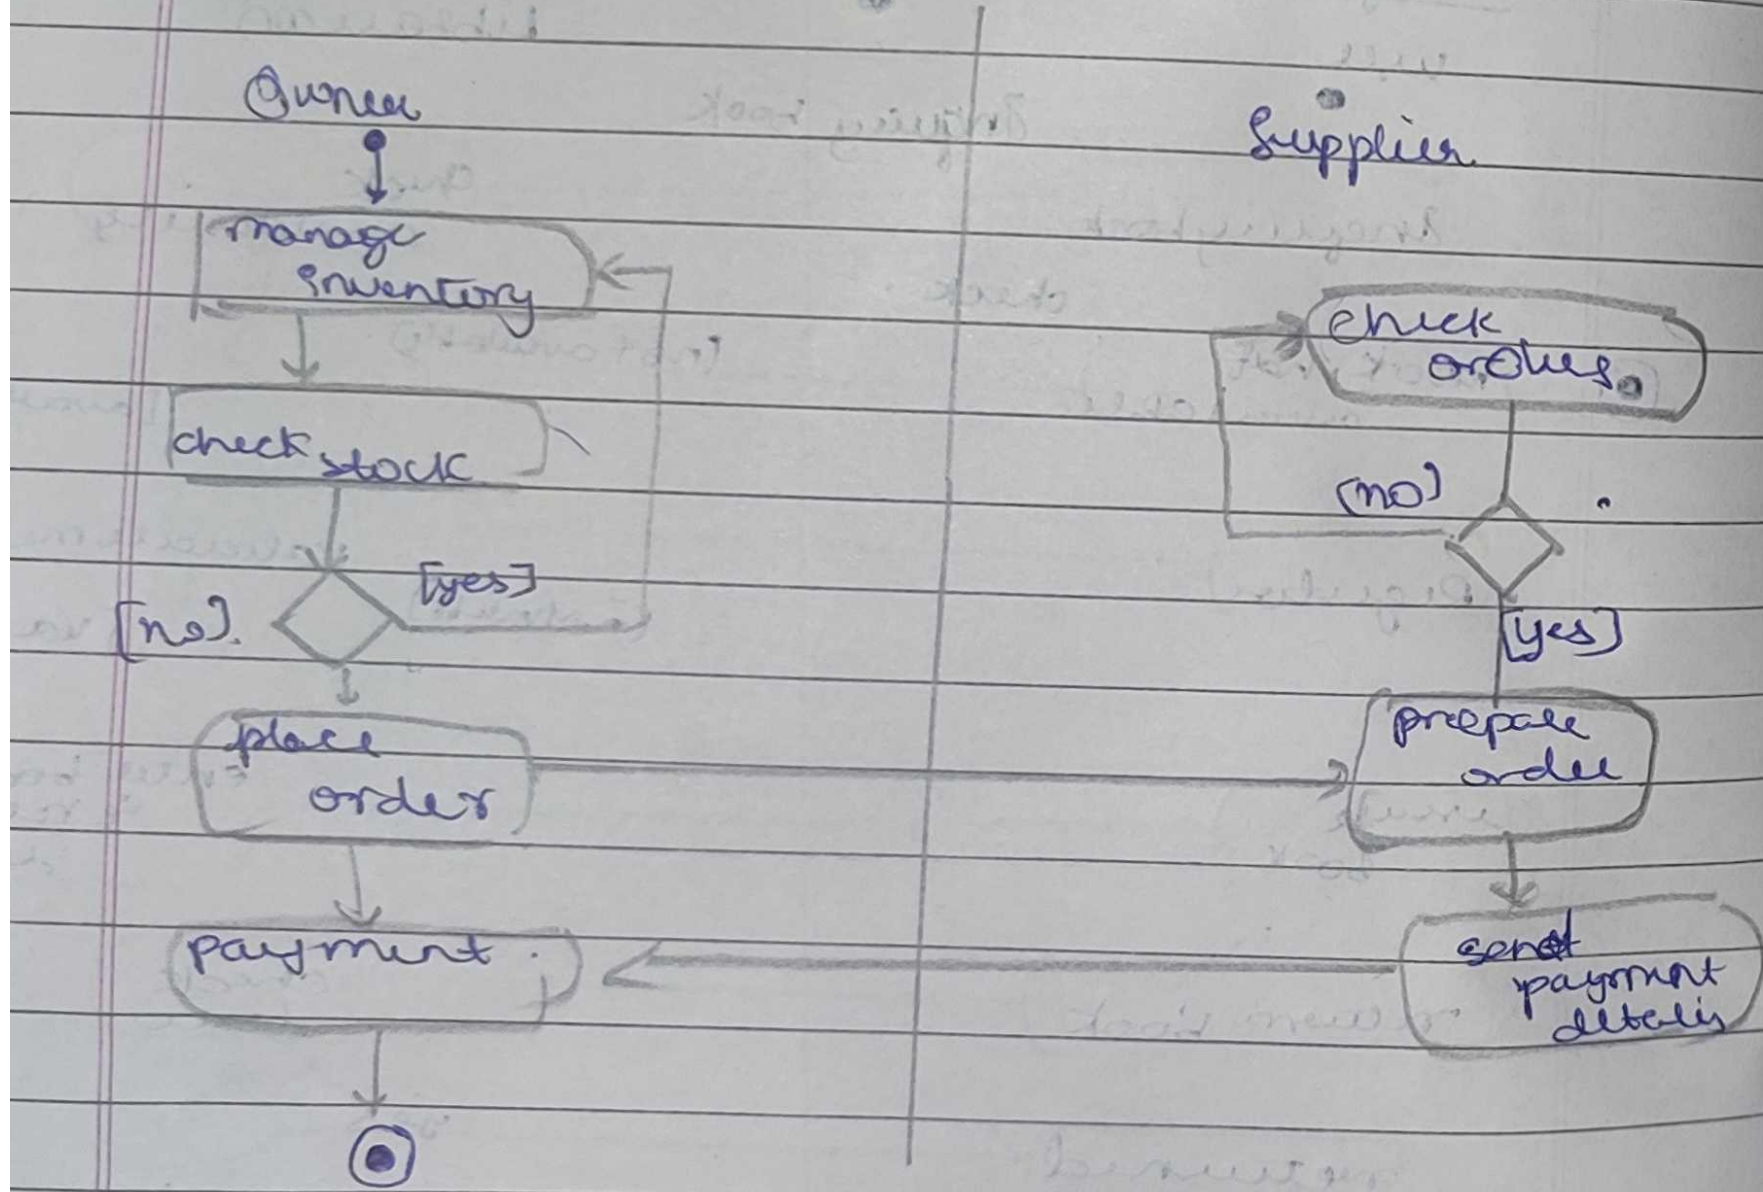 Owner
Supplier
manage
inventory
check
orders
check stock
[no]
[yes]
[no]
[yes]
place
order
prepare
order
payment
send
payment
details